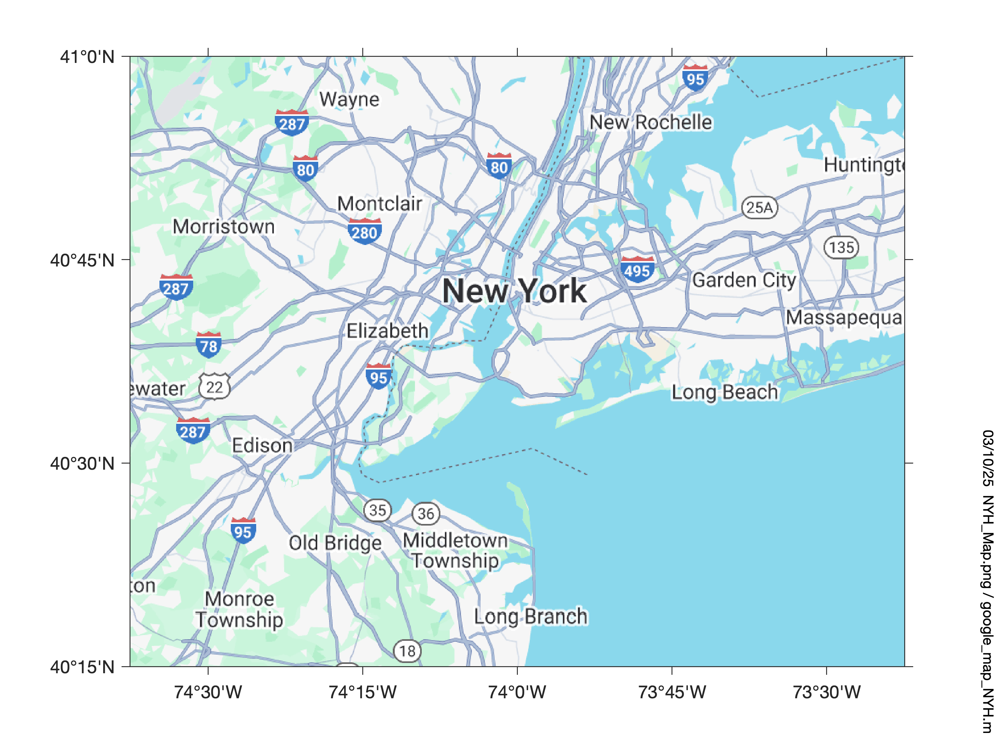 41°0'N
95
Wayne
287
New Rochelle
80
80
Huntingt
Montclair
25A
Morristown
280
135
40°45'N
495
287
Garden City
New York
Massapequa
Elizabeth
78
95
22
ewater
Long Beach
287
Edison
40°30'N
35
36
95
Old Bridge
Middletown
Township
ton
Monroe
Township
Long Branch
18
40°15'N
74°30'W
74°15'W
74°0'W
73°45'W
73°30'W
03/10/25 NYH_Map.png / google_map_NYH.m